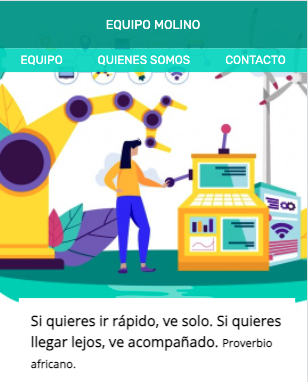 EQUIPO MOLINO
EQUIPO QUIENES SOMOS CONTACTO
Si quieres ir rápido, ve solo. Si quieres
llegar lejos, ve acompañado. Proverbio
africano.